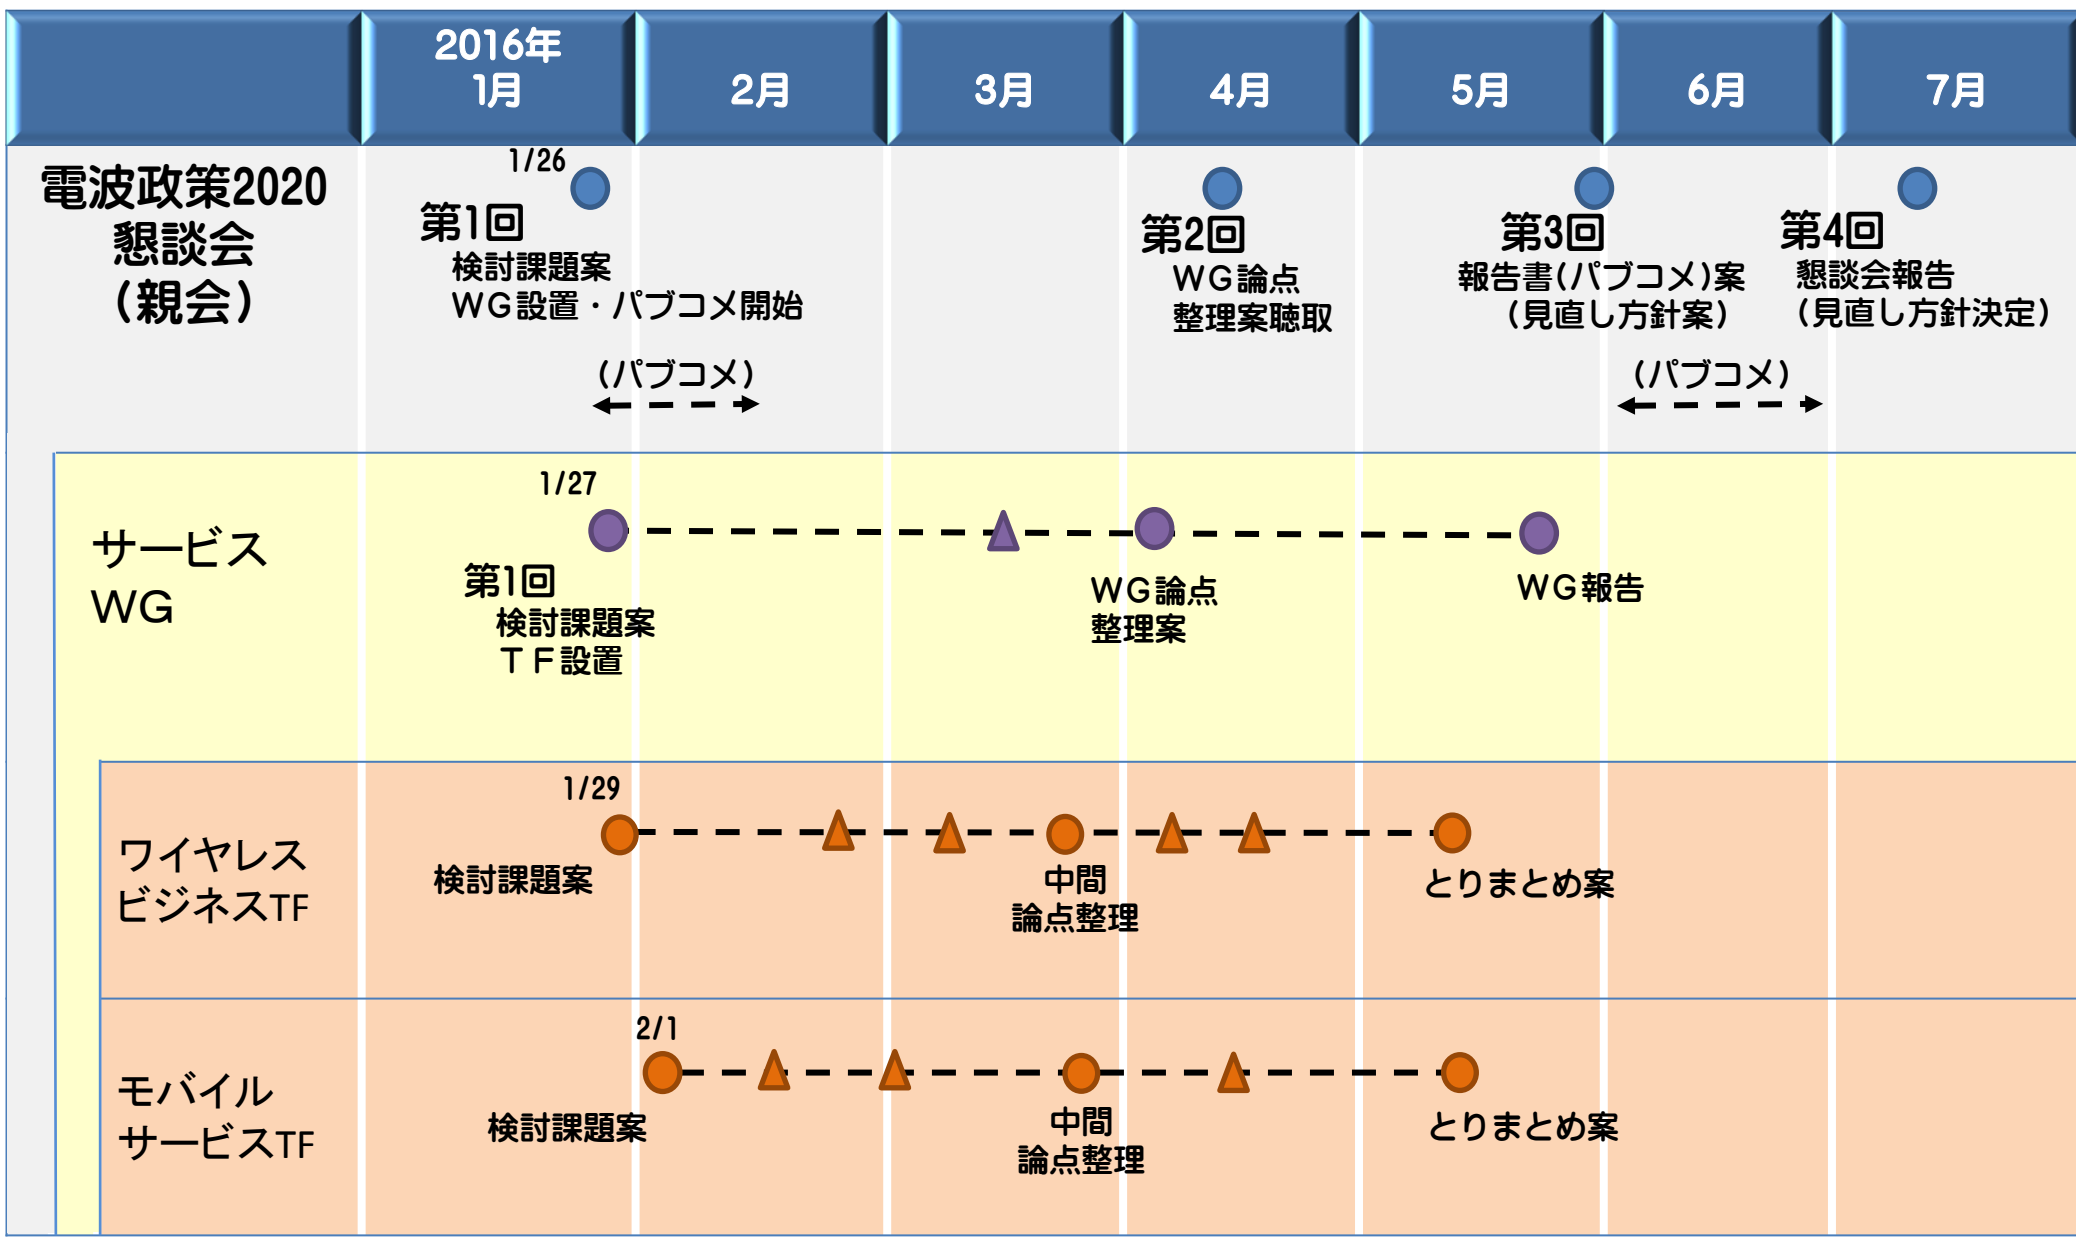 2016年
1月
2月
3月
4月
5月
6月
7月
電波政策2020
懇談会
（親会）
1/26
第1回
検討課題案
ＷＧ設置・パブコメ開始
（パブコメ）
第2回
ＷＧ論点
整理案聴取
第3回
報告書(パブコメ)案
（見直し方針案）
（パブコメ）
第4回
懇談会報告
（見直し方針決定）
サービス
WG
1/27
第1回
検討課題案
ＴＦ設置
ＷＧ論点
整理案
ＷＧ報告
ワイヤレス
ビジネスTF
1/29
検討課題案
中間
論点整理
とりまとめ案
モバイル
サービスTF
2/1
検討課題案
中間
論点整理
とりまとめ案